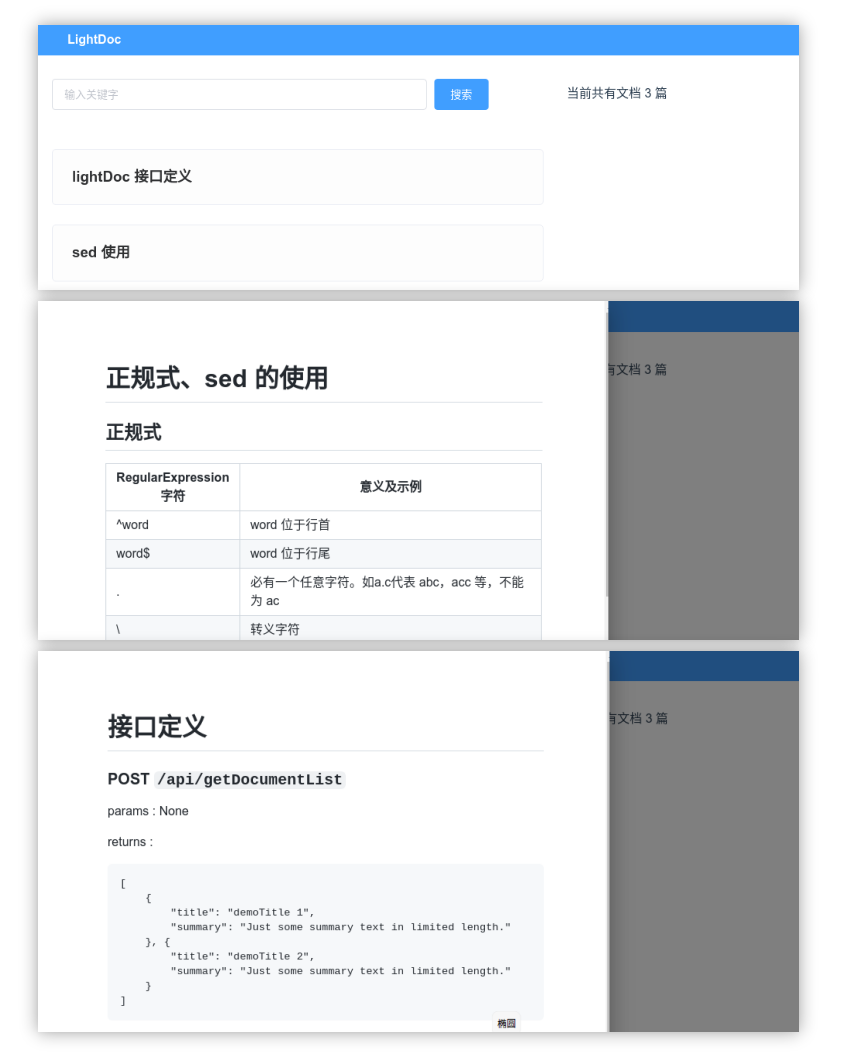 LightDoc
输入关键字
搜索
当前共有文档 3 篇
lightDoc 接口定义
sed 使用
正规式、sed 的使用
有文档 3 篇
正规式
RegularExpression
字符
意义及示例
^word
word 位于行首
word$
word 位于行尾
.
必有一个任意字符。如a.c代表 abc，acc 等，不能
为 ac
\
转义字符
接口定义
有文档 3 篇
POST /api/getDocumentList
params : None
returns :
[
    {
        "title": "demoTitle 1",
        "summary": "Just some summary text in limited length."
    }, {
        "title": "demoTitle 2",
        "summary": "Just some summary text in limited length."
    }
]
椭圆